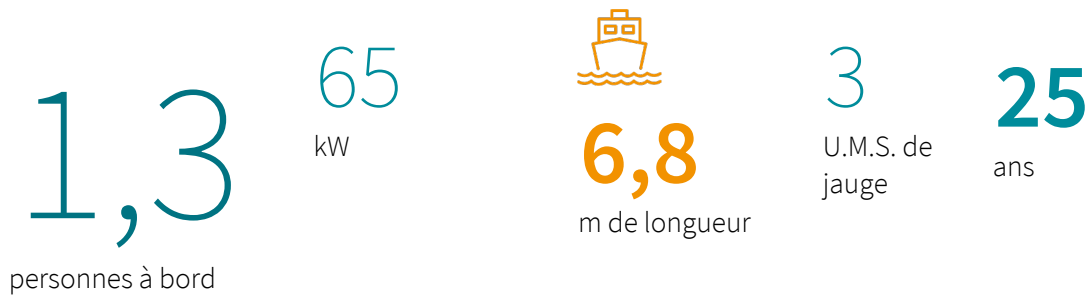 1,3
personnes à bord
65
kW
6,8
m de longueur
3
U.M.S. de
jauge
25
ans